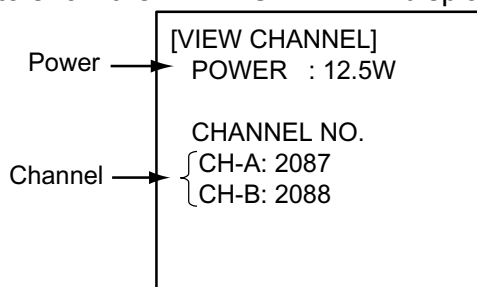 [VIEW CHANNEL]
Power
POWER : 12.5W
CHANNEL NO.
Channel
CH-A: 2087
CH-B: 2088